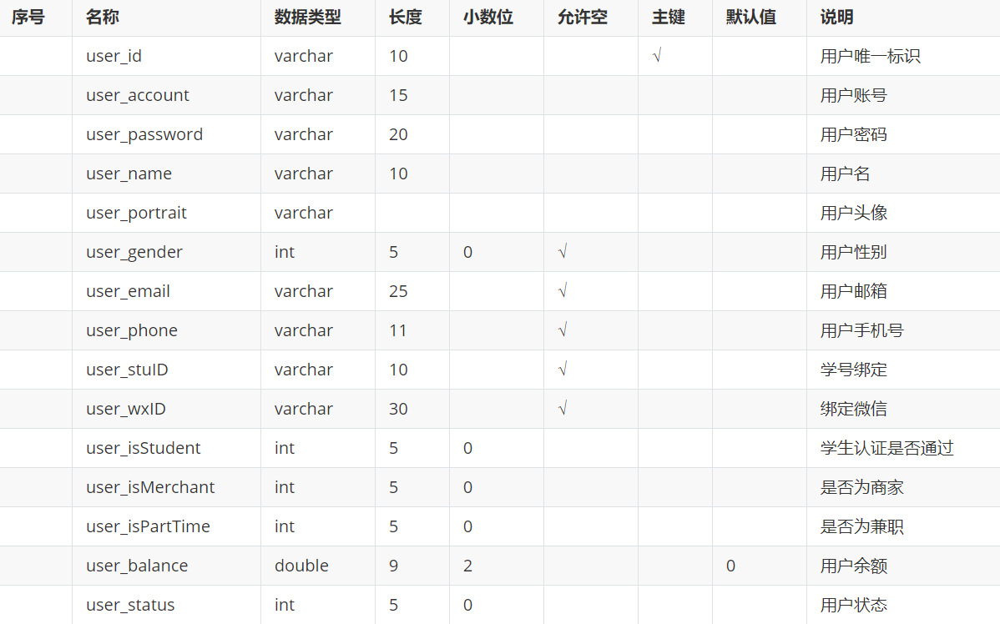 序号 名称 数据类型 长度 小数位 允许空 主键 默认值 说明
user_id varchar 10 √ 用户唯一标识
user_account varchar 15 用户账号
user_password varchar 20 用户密码
user_name varchar 10 用户名
user_portrait varchar 用户头像
user_gender int 5 0 √ 用户性别
user_email varchar 25 √ 用户邮箱
user_phone varchar 11 √ 用户手机号
user_stuID varchar 10 √ 学号绑定
user_wxID varchar 30 √ 绑定微信
user_isStudent int 5 0 学生认证是否通过
user_isMerchant int 5 0 是否为商家
user_isPartTime int 5 0 是否为兼职
user_balance double 9 2 0 用户余额
user_status int 5 0 用户状态